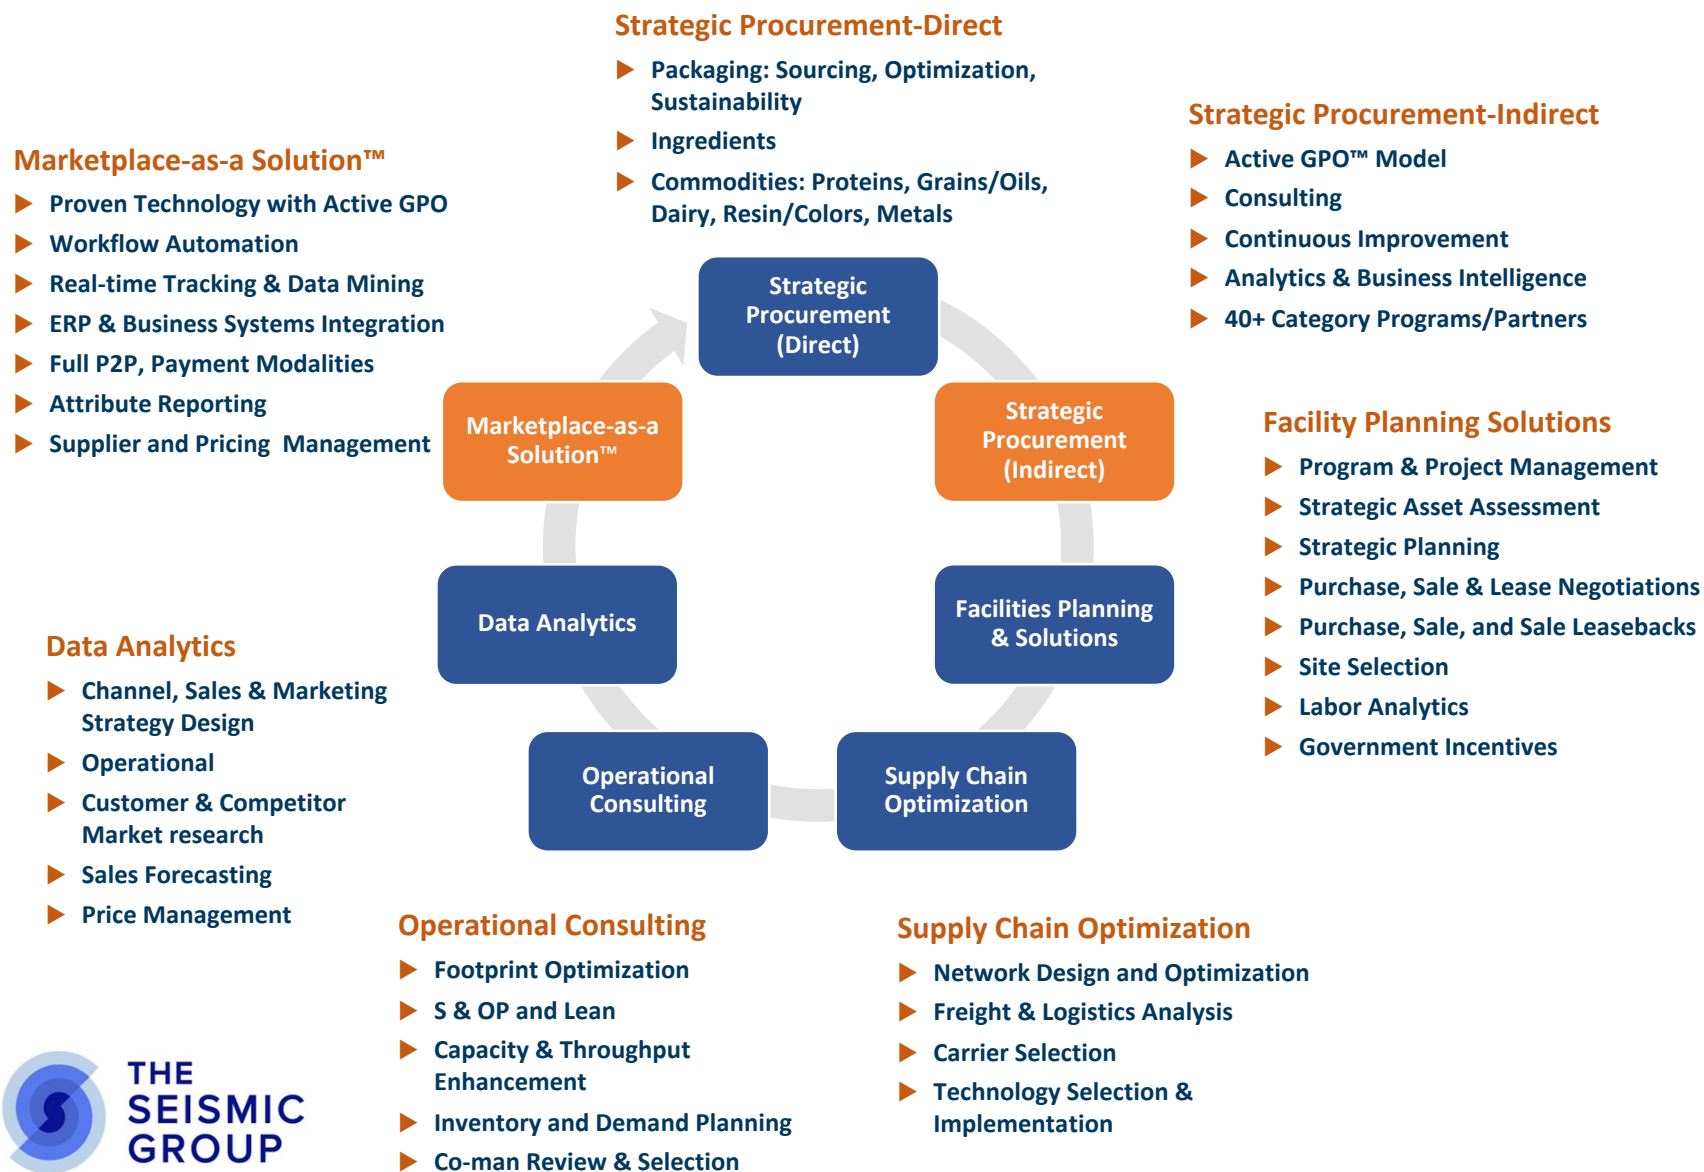 Strategic Procurement-Direct
Packaging: Sourcing, Optimization,
Sustainability
Ingredients
Commodities: Proteins, Grains/Oils,
Dairy, Resin/Colors, Metals
Strategic Procurement-Indirect
Active GPO™ Model
Consulting
Continuous Improvement
Analytics & Business Intelligence
40+ Category Programs/Partners
Marketplace-as-a Solution™
Proven Technology with Active GPO
Workflow Automation
Real-time Tracking & Data Mining
ERP & Business Systems Integration
Full P2P, Payment Modalities
Attribute Reporting
Supplier and Pricing Management
Strategic
Procurement
(Direct)
Strategic
Procurement
(Indirect)
Marketplace-as-a
Solution™
Facilities Planning
& Solutions
Data Analytics
Supply Chain
Optimization
Operational
Consulting
Facility Planning Solutions
Program & Project Management
Strategic Asset Assessment
Strategic Planning
Purchase, Sale & Lease Negotiations
Purchase, Sale, and Sale Leasebacks
Site Selection
Labor Analytics
Government Incentives
Data Analytics
Channel, Sales & Marketing
Strategy Design
Operational
Customer & Competitor
Market research
Sales Forecasting
Price Management
Operational Consulting
Footprint Optimization
S & OP and Lean
Capacity & Throughput
Enhancement
Inventory and Demand Planning
Co-man Review & Selection
Supply Chain Optimization
Network Design and Optimization
Freight & Logistics Analysis
Carrier Selection
Technology Selection &
Implementation
THE
SEISMIC
GROUP